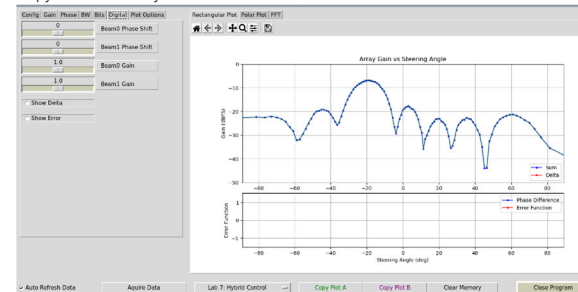 Config Gain Phase BW Bits Digital Plot Options
0
Beam0 Phase Shift
0
Beam1 Phase Shift
1.0
Beam0 Gain
1.0
Beam1 Gain
Show Delta
Show Error
Rectangular Plot Polar Plot FFT
Array Gain vs Steering Angle
0
-10
-20
-30
-40
-50
Gain (dBFS)
Sum
Delta
-80 -60 -40 -20 0 20 40 60 80
1
0
-1
Error Function
Phase Difference
Error Function
-80 -60 -40 -20 0 20 40 60 80
Steering Angle (deg)
Auto Refresh Data Aquire Data Lab 7: Hybrid Control Copy Plot A Copy Plot B Clear Memory Close Program